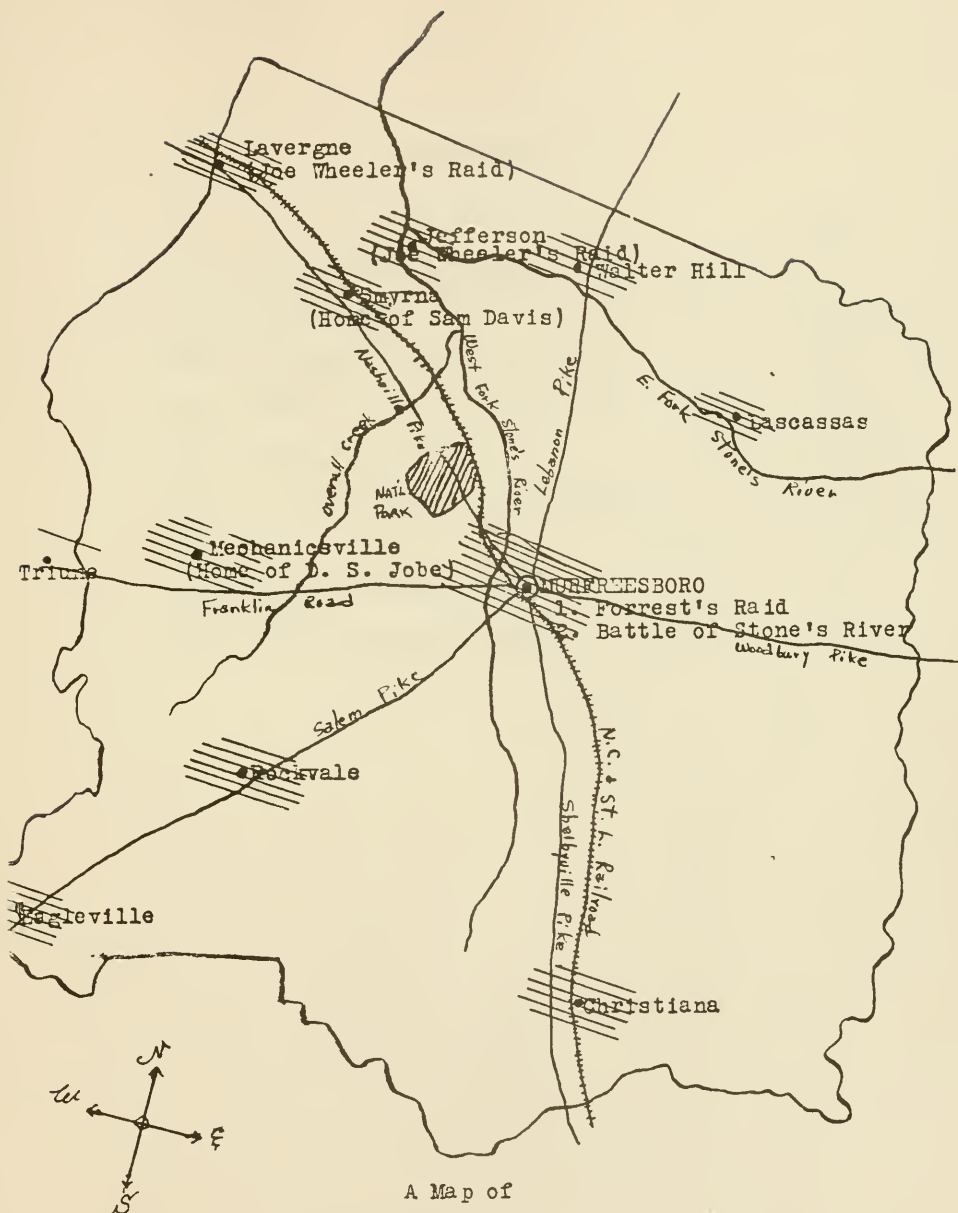 Lavergne
(Joe Wheeler's Raid)
Jefferson
(Joe Wheeler's Raid)
Walter Hill
Smyrna
(Home of Sam Davis)
Nashville Pike
West Fork Stone's River
Lebanon Pike
E. Fork Stone's River
Lascassas
Overall Creek
NAT'L
PARK
Mechanicsville
(Home of D. S. Jobe)
Triune
Franklin Road
MURFREESBORO
1. Forrest's Raid
2. Battle of Stone's River
Woodbury Pike
Salem Pike
Rockvale
N.C. & St. L. Railroad
Shelbyville Pike
Eagleville
Christiana
N
W
E
S
A Map of